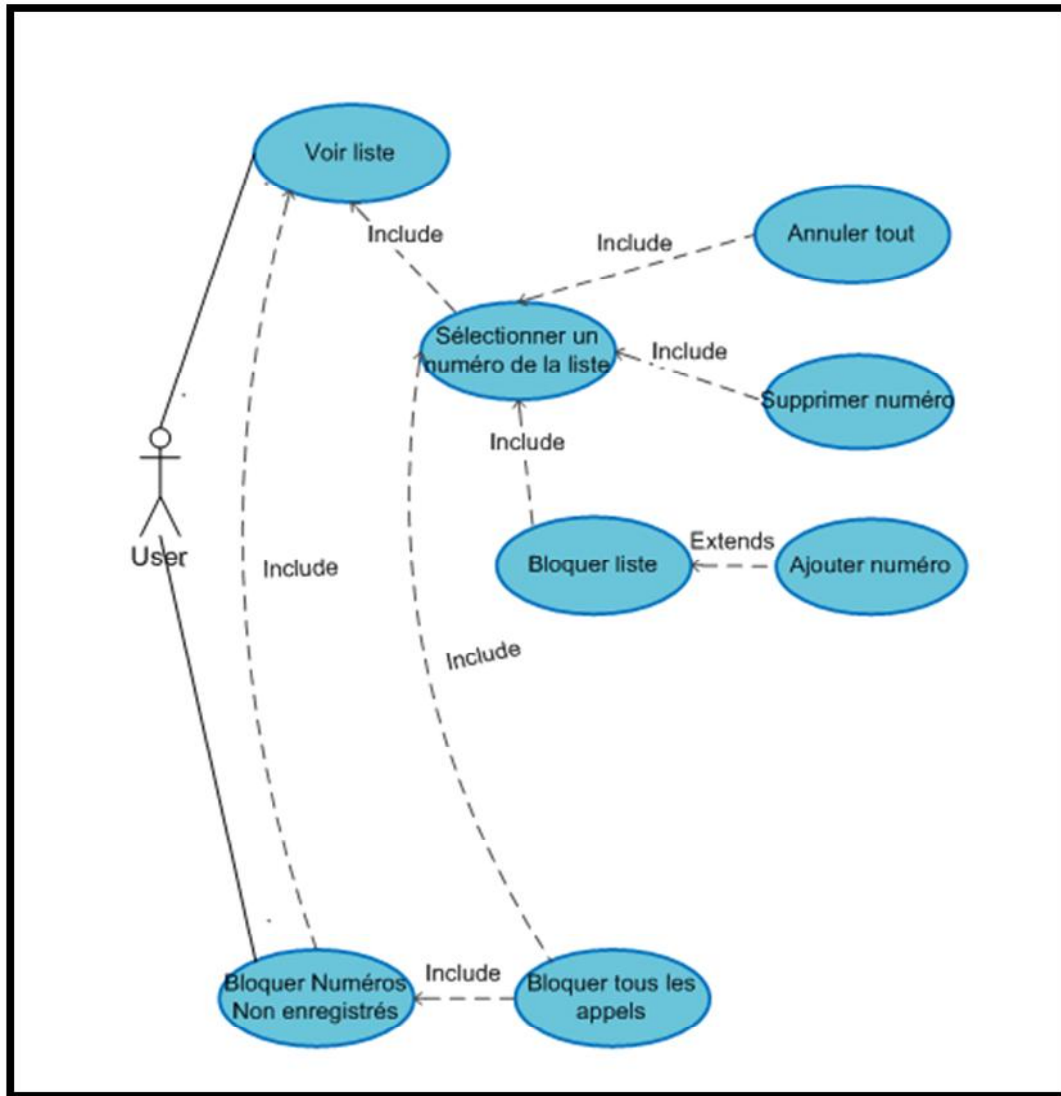 Voir liste
Include
Annuler tout
Include
Sélectionner un
numéro de la liste
Include
Supprimer numéro
Include
Extends
User
Include
Bloquer liste
Ajouter numéro
Include
Bloquer Numéros
Non enregistrés
Include
Bloquer tous les
appels